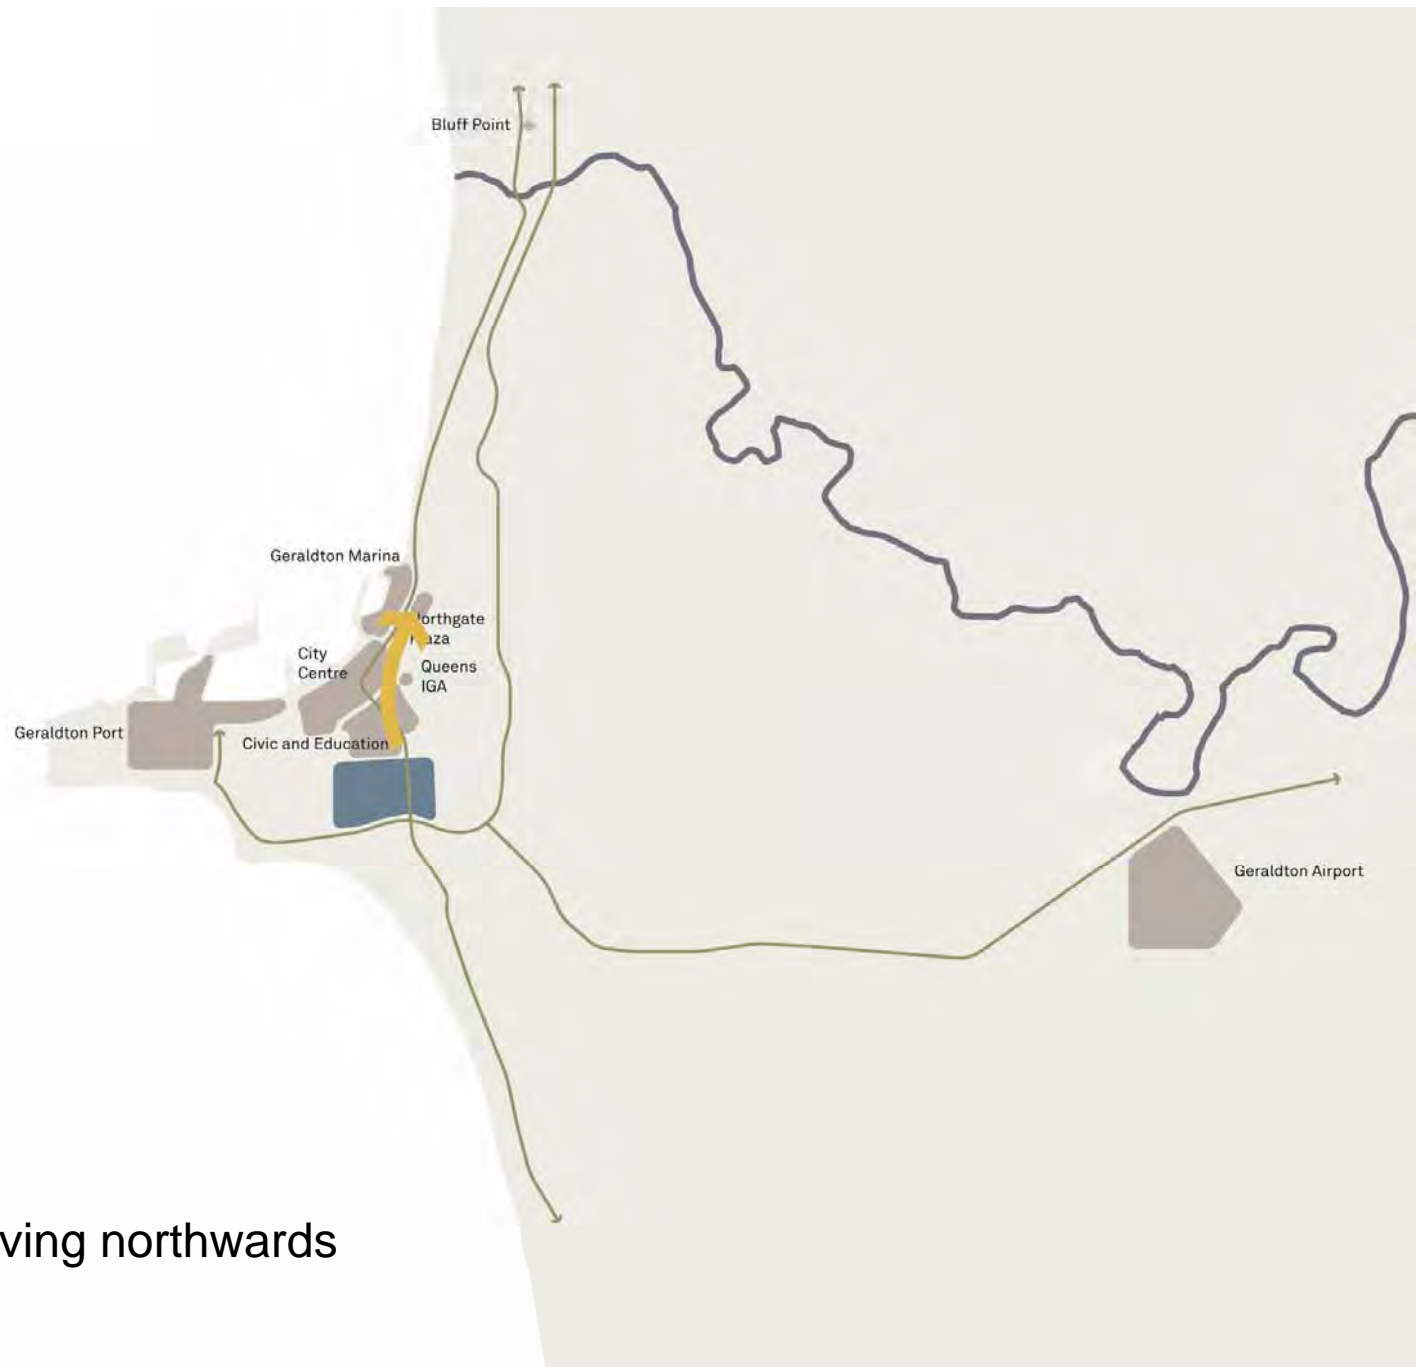 Bluff Point
Geraldton Marina
orthgate
aza
City
Centre
Queens
IGA
Geraldton Port
Civic and Education
Geraldton Airport
ving northwards